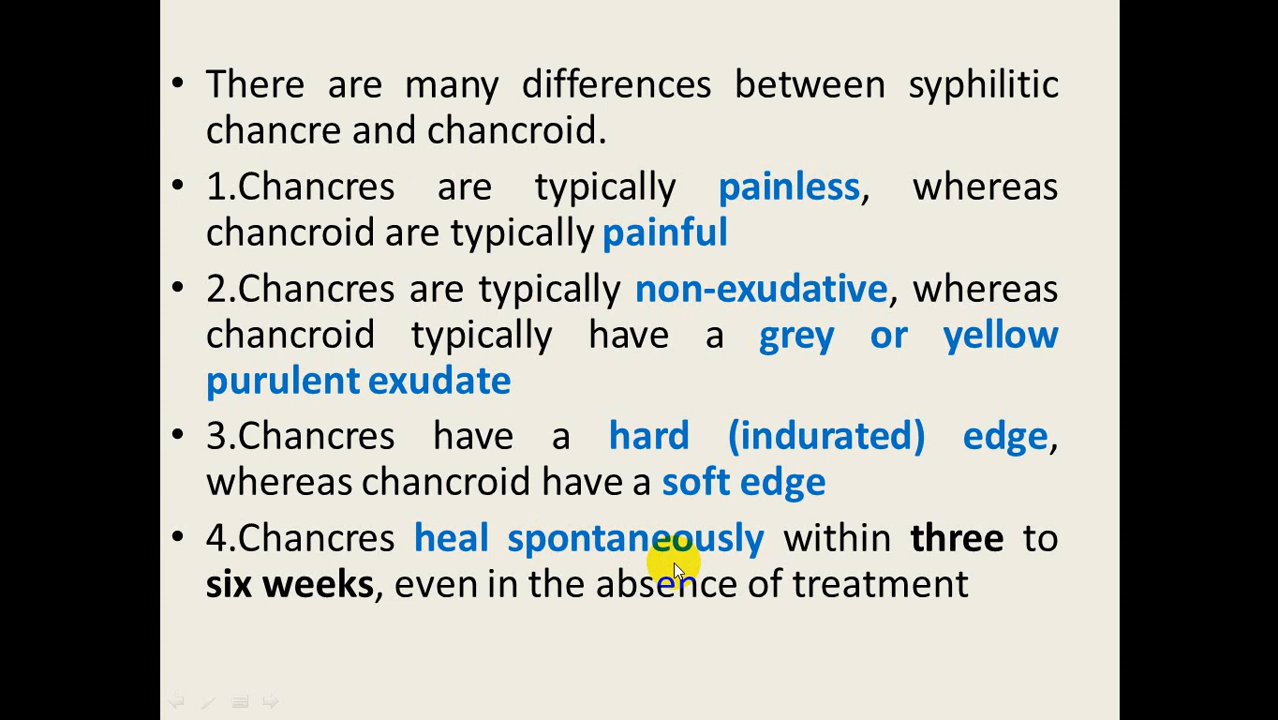 • There are many differences between syphilitic
chancre and chancroid.
• 1.Chancres are typically painless, whereas
chancroid are typically painful
• 2.Chancres are typically non-exudative, whereas
chancroid typically have a grey or yellow
purulent exudate
• 3.Chancres have a hard (indurated) edge,
whereas chancroid have a soft edge
• 4.Chancres heal spontaneously within three to
six weeks, even in the absence of treatment